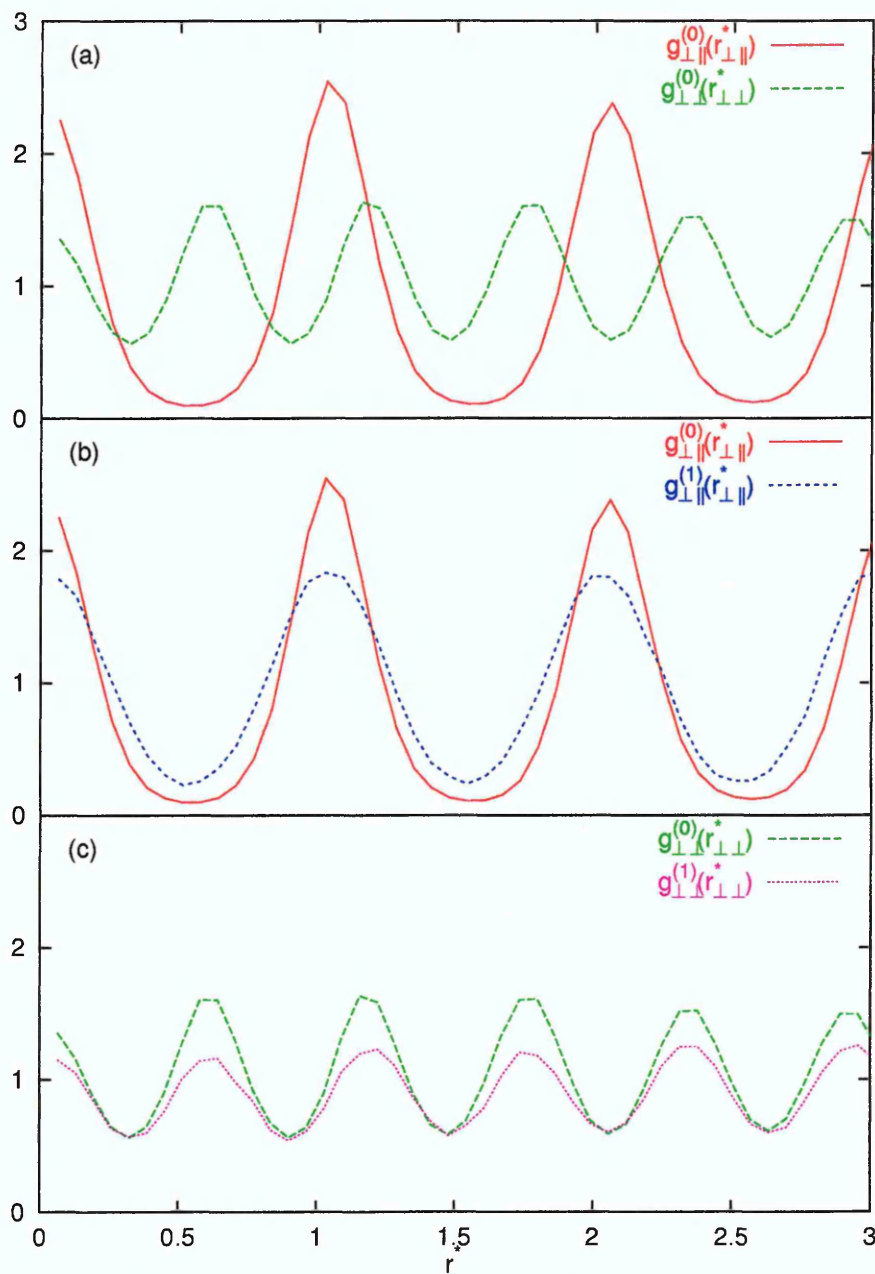 3
(a)
g⊥∥(0)(r*⊥∥)
g⊥⊥(0)(r*⊥⊥)
2
1
0
(b)
g⊥∥(0)(r*⊥∥)
g⊥∥(1)(r*⊥∥)
2
1
0
(c)
g⊥⊥(0)(r*⊥⊥)
g⊥⊥(1)(r*⊥⊥)
2
1
0
0 0.5 1 1.5 2 2.5 3
r*